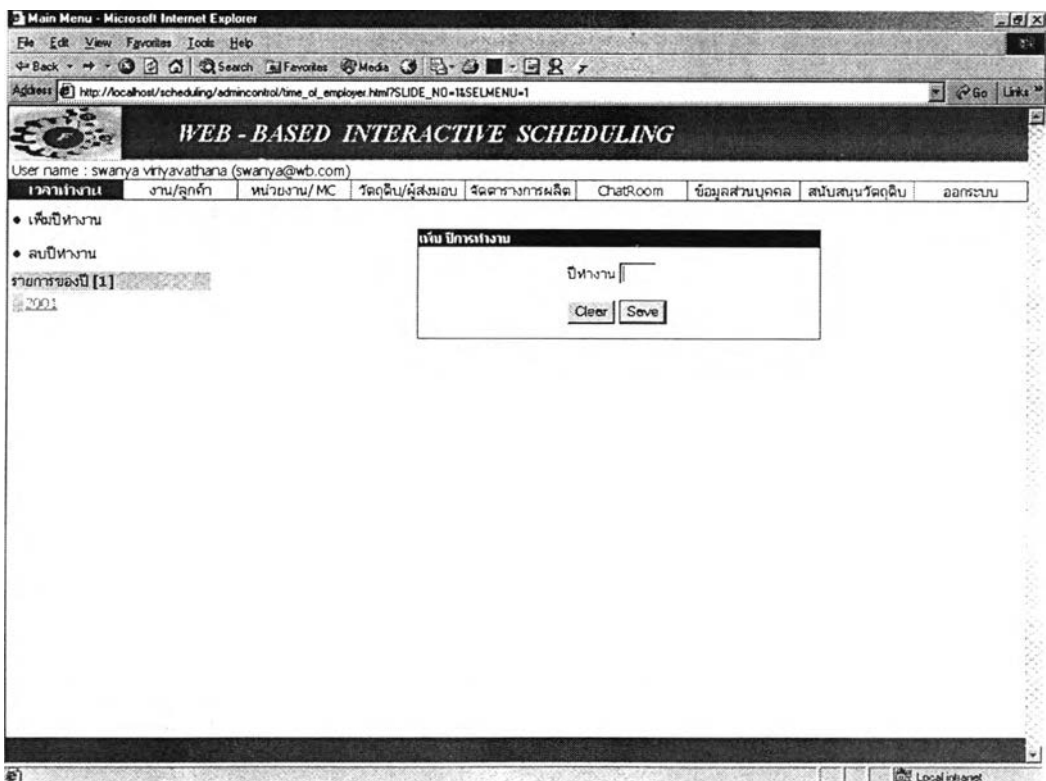 Main Menu - Microsoft Internet Explorer
File Edit View Favorites Tools Help
Back Search Favorites Media
Address http://localhost/scheduling/admincontrol/time_of_employer.html?SLIDE_NO=1&SELMENU=1 Go Links »
WEB - BASED INTERACTIVE SCHEDULING
User name : swanya viriyavathana (swanya@wb.com)
เวลาทำงาน งาน/ลูกค้า หน่วยงาน/ MC วัตถุดิบ/ผู้ส่งมอบ จัดตารางการผลิต ChatRoom ข้อมูลส่วนบุคคล สนับสนุนวัตถุดิบ ออกระบบ
• เพิ่มปีทำงาน
• ลบปีทำงาน
รายการของปี [1]
2001
เพิ่ม ปีการทำงาน
ปีทำงาน
Clear Save
Local intranet